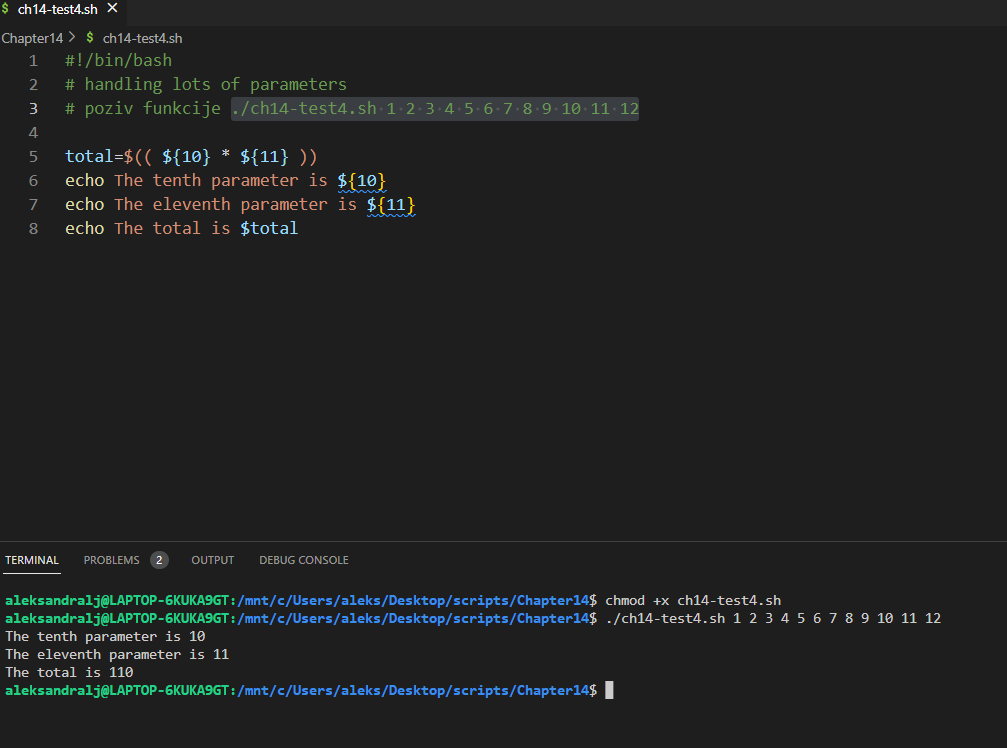 $ ch14-test4.sh ×
Chapter14 > $ ch14-test4.sh
1 #!/bin/bash
2 # handling lots of parameters
3 # poziv funkcije ./ch14-test4.sh 1 2 3 4 5 6 7 8 9 10 11 12
4
5 total=$(( ${10} * ${11} ))
6 echo The tenth parameter is ${10}
7 echo The eleventh parameter is ${11}
8 echo The total is $total
TERMINAL PROBLEMS 2 OUTPUT DEBUG CONSOLE
aleksandralj@LAPTOP-6KUKA9GT:/mnt/c/Users/aleks/Desktop/scripts/Chapter14$ chmod +x ch14-test4.sh
aleksandralj@LAPTOP-6KUKA9GT:/mnt/c/Users/aleks/Desktop/scripts/Chapter14$ ./ch14-test4.sh 1 2 3 4 5 6 7 8 9 10 11 12
The tenth parameter is 10
The eleventh parameter is 11
The total is 110
aleksandralj@LAPTOP-6KUKA9GT:/mnt/c/Users/aleks/Desktop/scripts/Chapter14$